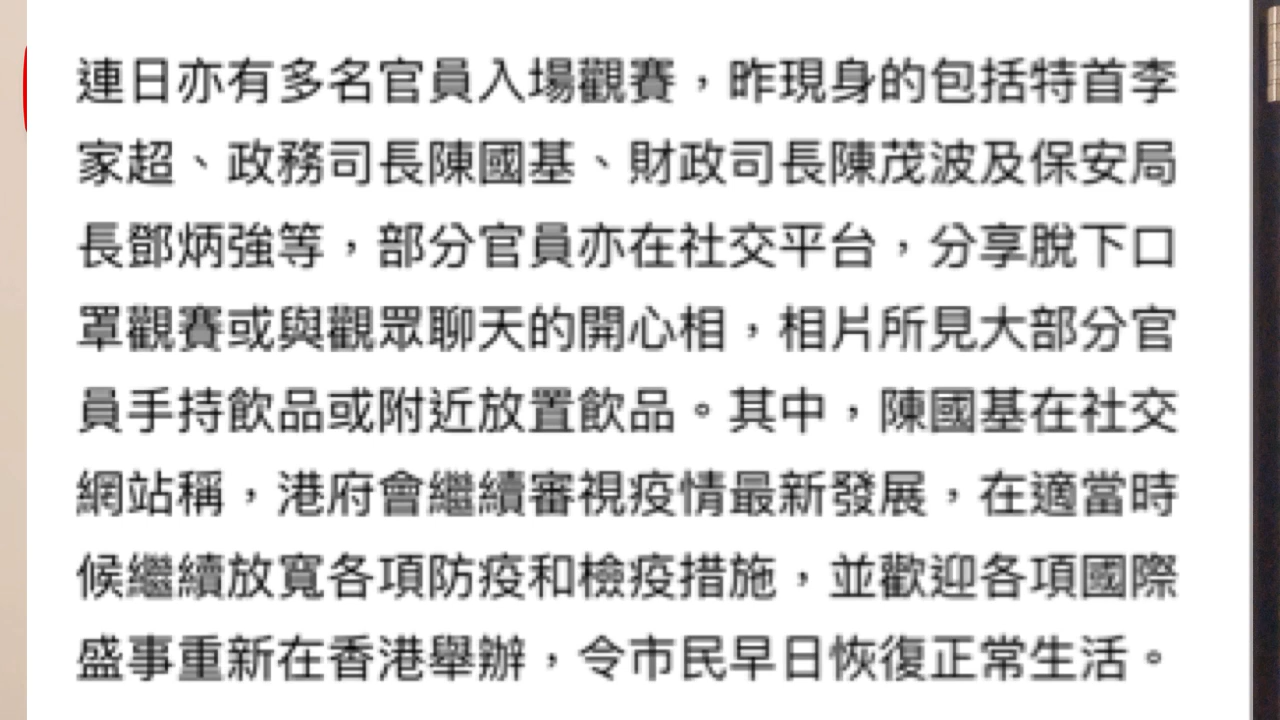 連日亦有多名官員入場觀賽，昨現身的包括特首李
家超、政務司長陳國基、財政司長陳茂波及保安局
長鄧炳強等，部分官員亦在社交平台，分享脫下口
罩觀賽或與觀眾聊天的開心相，相片所見大部分官
員手持飲品或附近放置飲品。其中，陳國基在社交
網站稱，港府會繼續審視疫情最新發展，在適當時
候繼續放寬各項防疫和檢疫措施，並歡迎各項國際
盛事重新在香港舉辦，令市民早日恢復正常生活。